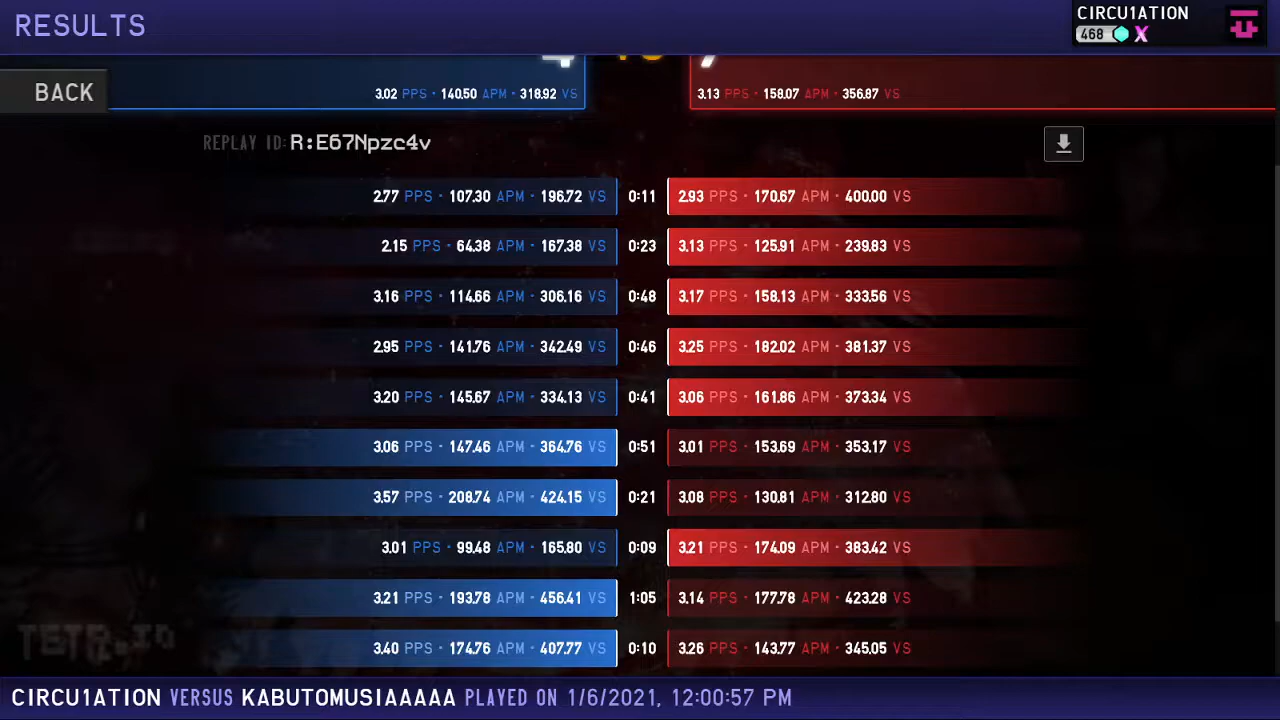 RESULTS
CIRCU1ATION
468 X
BACK
3.02 PPS · 140.50 APM · 318.92 VS
3.13 PPS · 158.07 APM · 356.87 VS
REPLAY ID: R:E67Npzc4v
2.77 PPS · 107.30 APM · 196.72 VS 0:11 2.93 PPS · 170.67 APM · 400.00 VS
2.15 PPS · 64.38 APM · 167.38 VS 0:23 3.13 PPS · 125.91 APM · 239.83 VS
3.16 PPS · 114.66 APM · 306.16 VS 0:48 3.17 PPS · 158.13 APM · 333.56 VS
2.95 PPS · 141.76 APM · 342.49 VS 0:46 3.25 PPS · 182.02 APM · 381.37 VS
3.20 PPS · 145.67 APM · 334.13 VS 0:41 3.06 PPS · 161.86 APM · 373.34 VS
3.06 PPS · 147.46 APM · 364.76 VS 0:51 3.01 PPS · 153.69 APM · 353.17 VS
3.57 PPS · 208.74 APM · 424.15 VS 0:21 3.08 PPS · 130.81 APM · 312.80 VS
3.01 PPS · 99.48 APM · 165.80 VS 0:09 3.21 PPS · 174.09 APM · 383.42 VS
3.21 PPS · 193.78 APM · 456.41 VS 1:05 3.14 PPS · 177.78 APM · 423.28 VS
3.40 PPS · 174.76 APM · 407.77 VS 0:10 3.26 PPS · 143.77 APM · 345.05 VS
TETR.IO
CIRCU1ATION VERSUS KABUTOMUSIAAAAA PLAYED ON 1/6/2021, 12:00:57 PM